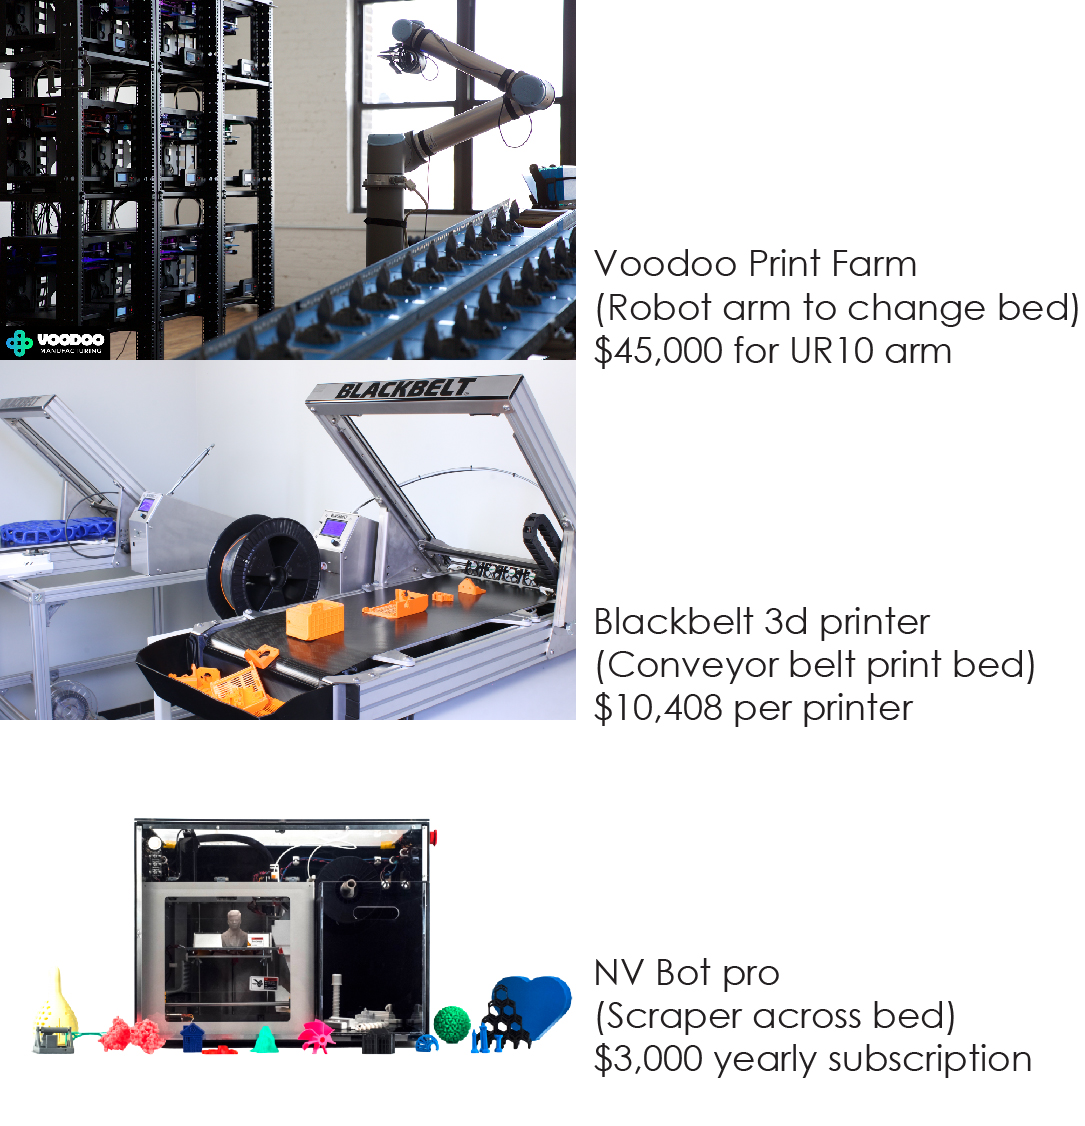 VOODOO
MANUFACTURING
Voodoo Print Farm
(Robot arm to change bed)
$45,000 for UR10 arm
BLACKBELT
BLACKBELT
Blackbelt 3d printer
(Conveyor belt print bed)
$10,408 per printer
NV Bot pro
(Scraper across bed)
$3,000 yearly subscription